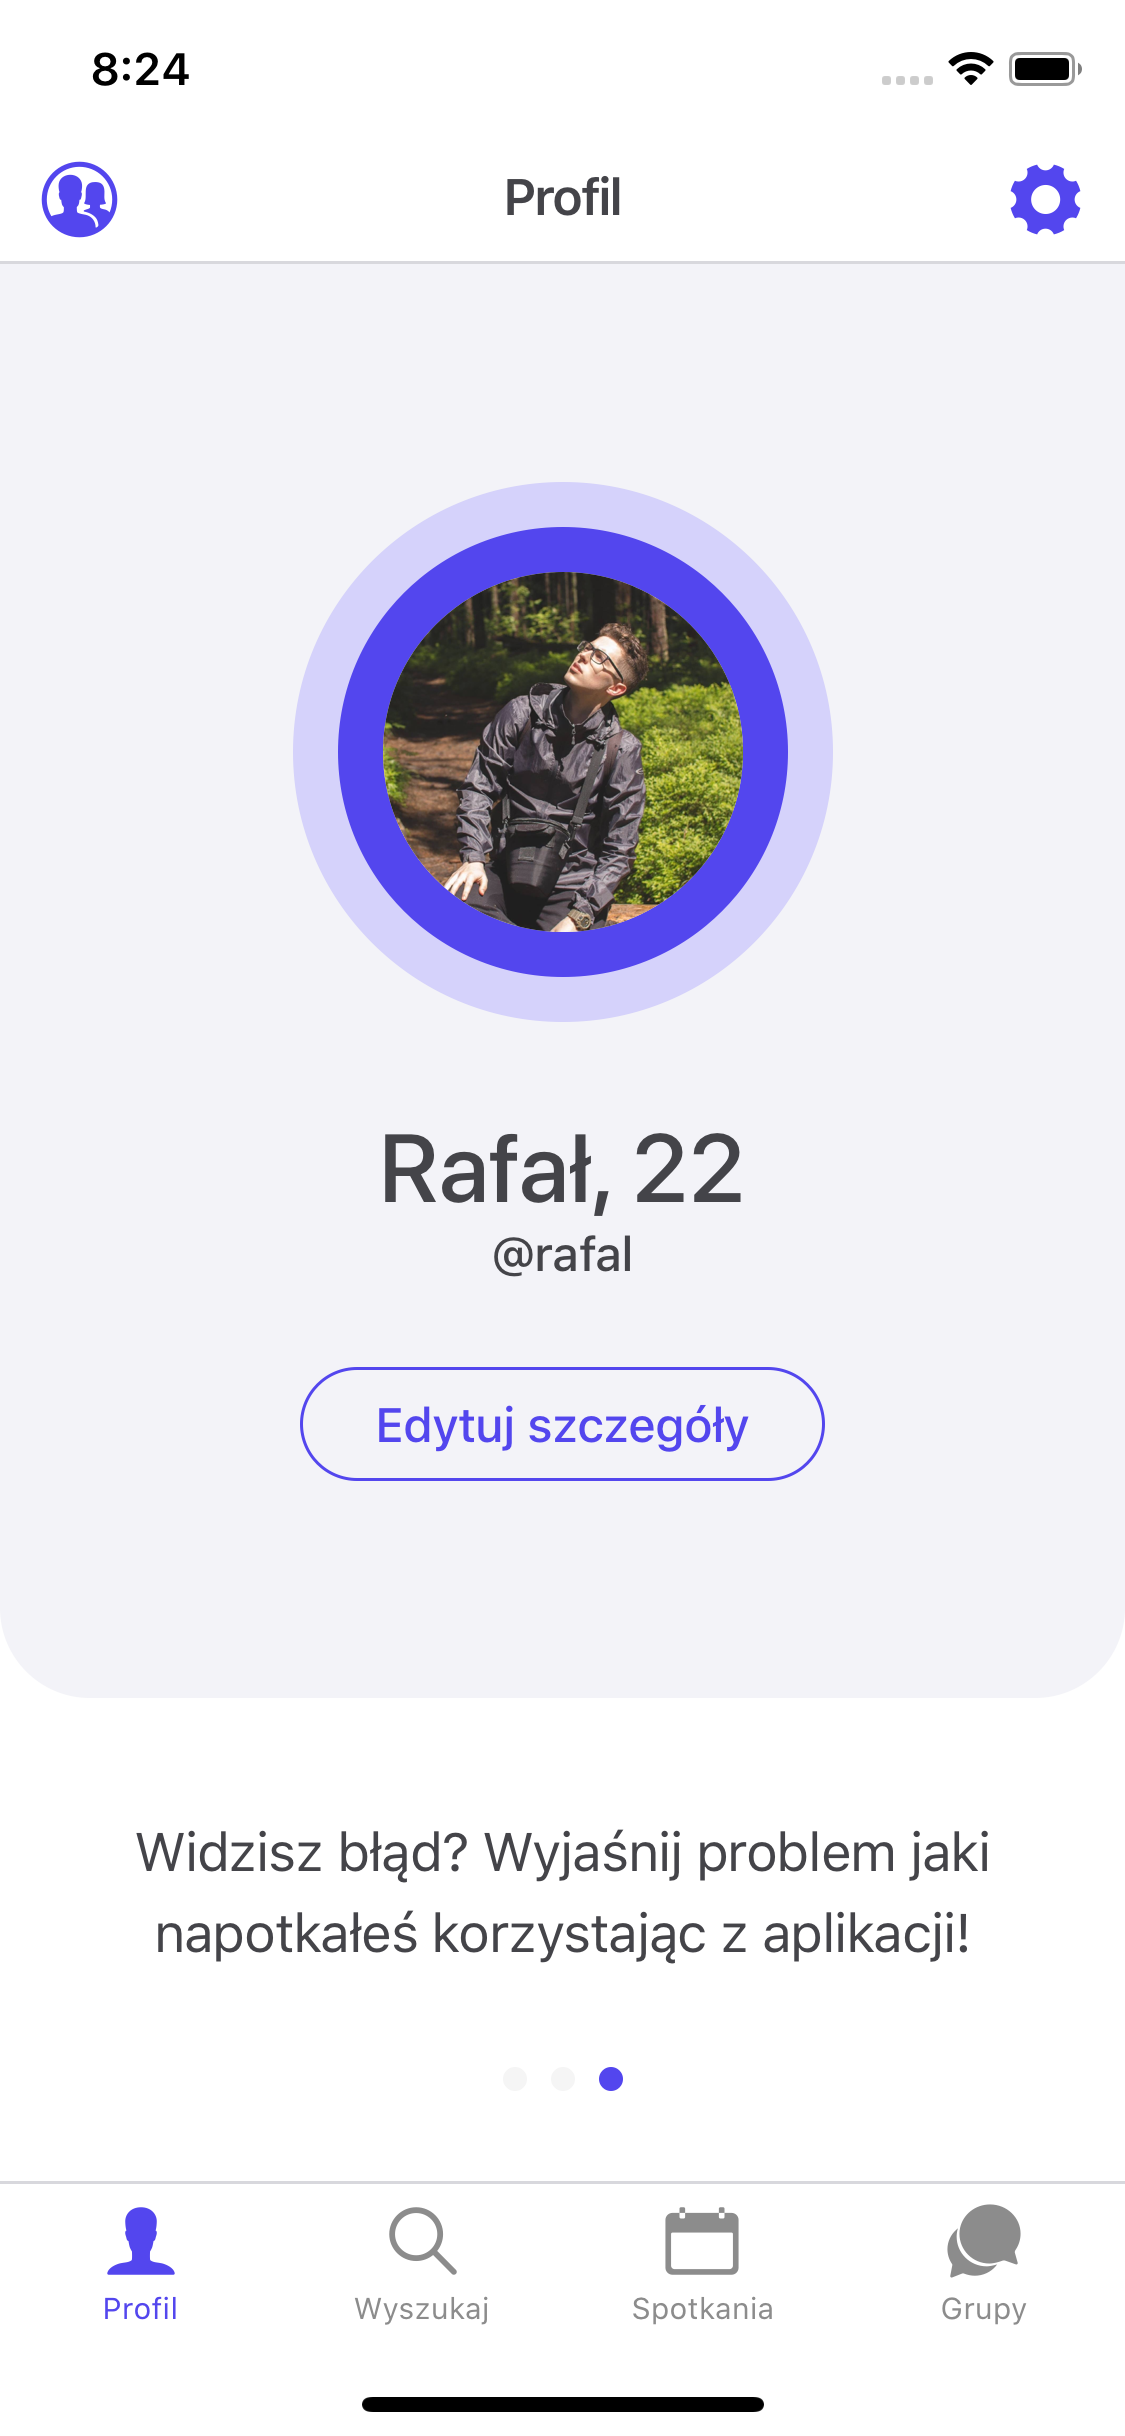 8:24
Profil
Rafał, 22
@rafal
Edytuj szczegóły
Widzisz błąd? Wyjaśnij problem jaki
napotkałeś korzystając z aplikacji!
Profil
Wyszukaj
Spotkania
Grupy